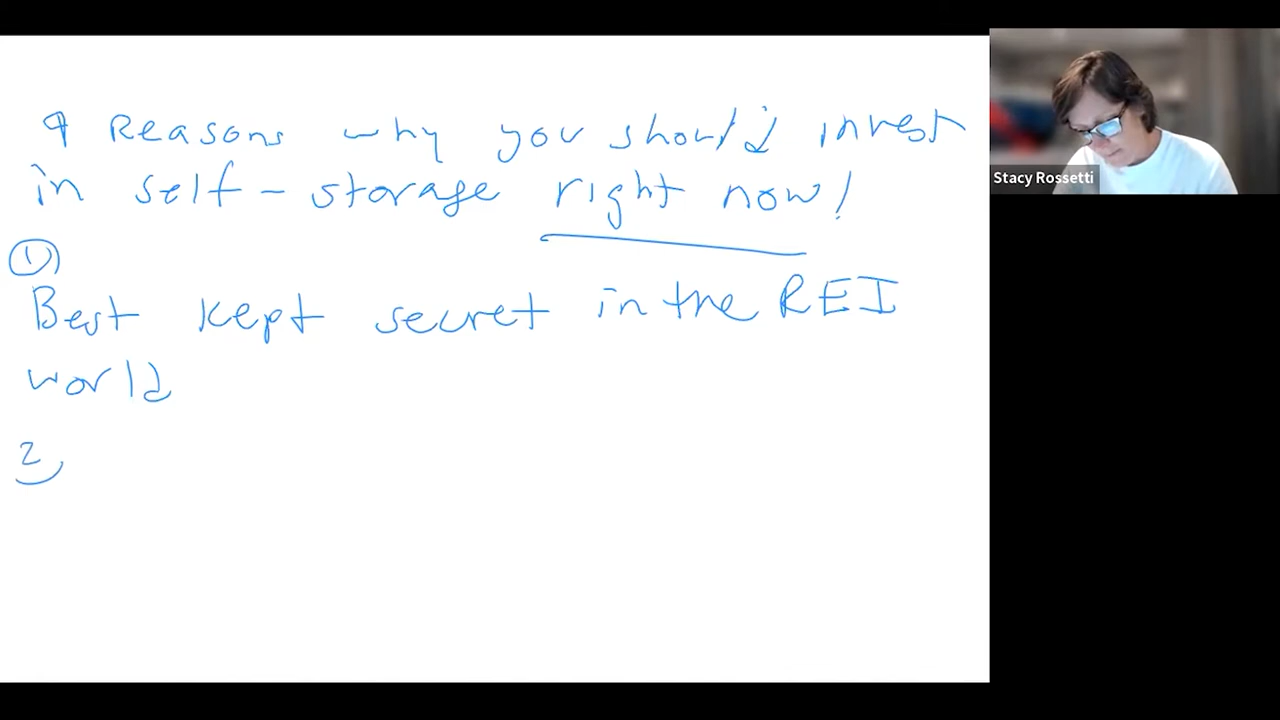 9 Reasons why you should invest
in self-storage right now!
1
Best kept secret in the REI
world
2
Stacy Rossetti